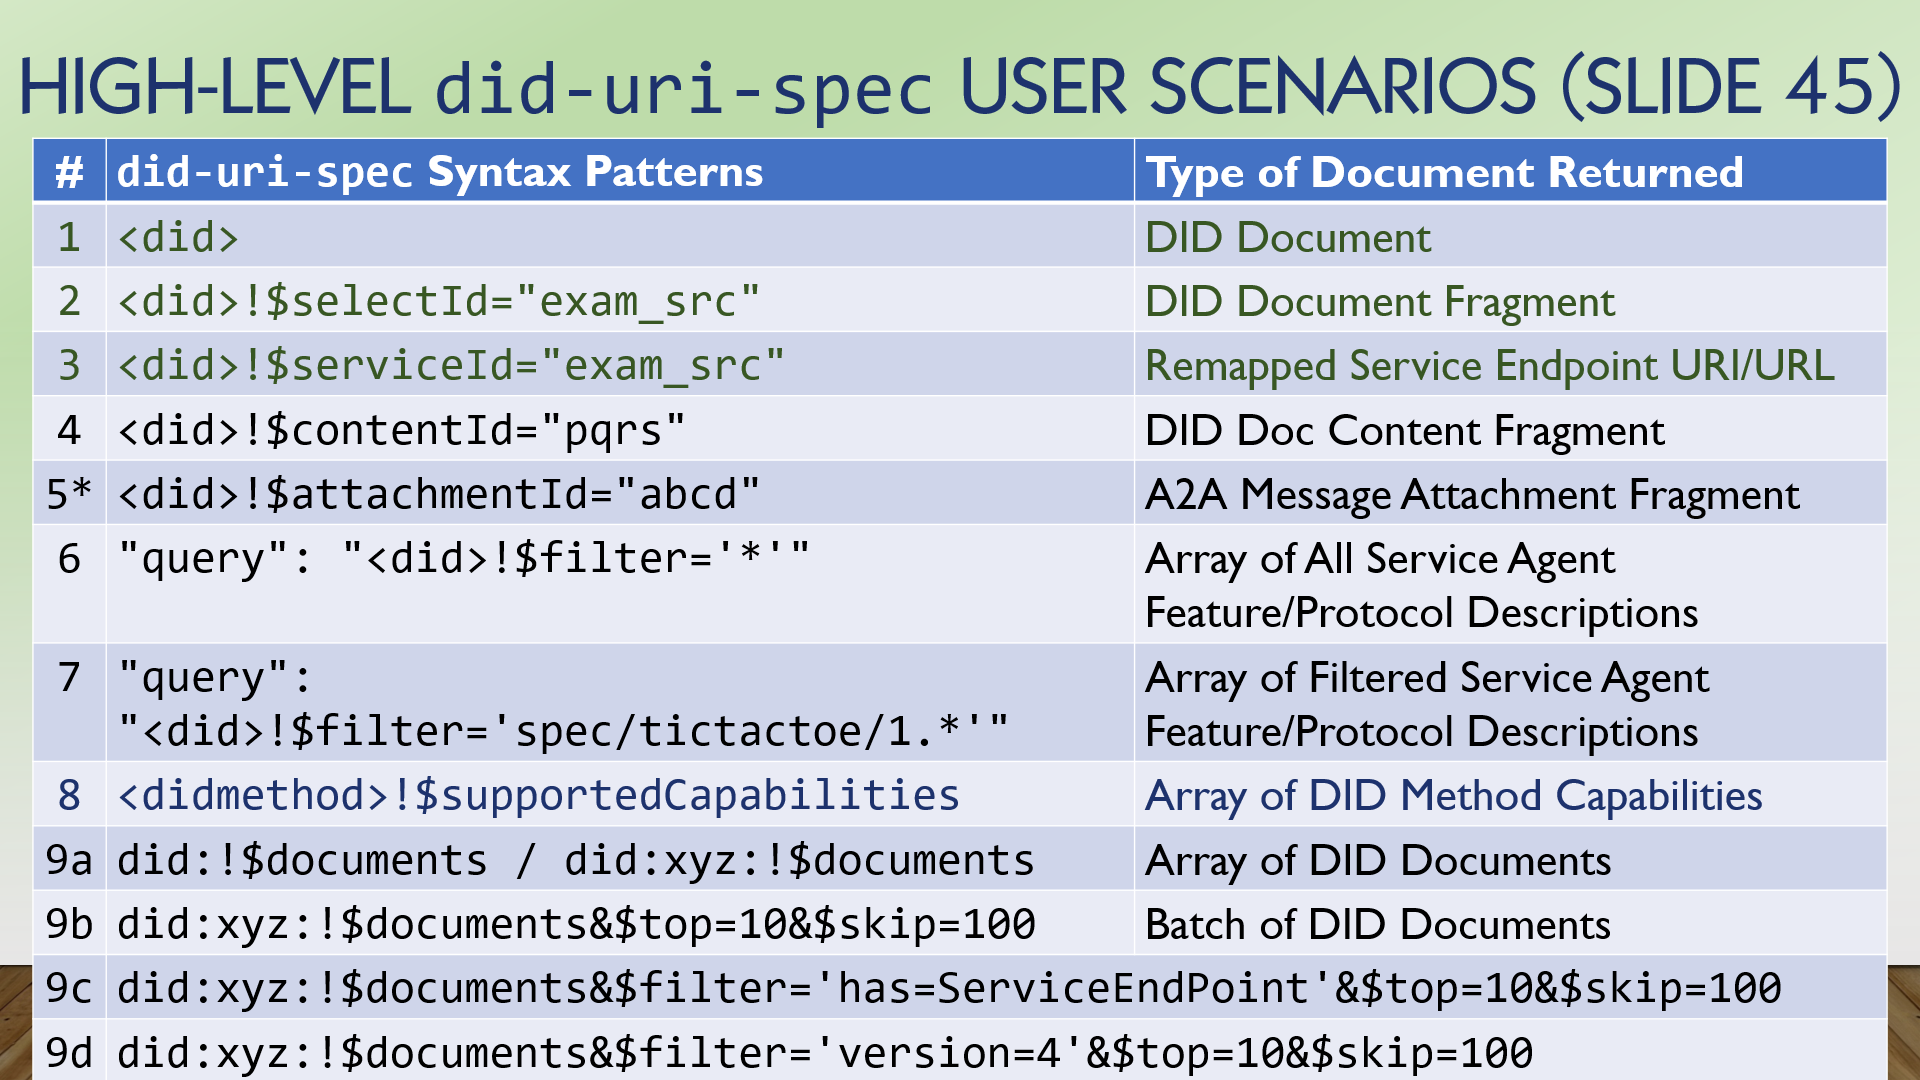 HIGH-LEVEL did-uri-spec USER SCENARIOS (SLIDE 45)
# did-uri-spec Syntax Patterns Type of Document Returned
1 <did> DID Document
2 <did>!$selectId="exam_src" DID Document Fragment
3 <did>!$serviceId="exam_src" Remapped Service Endpoint URI/URL
4 <did>!$contentId="pqrs" DID Doc Content Fragment
5* <did>!$attachmentId="abcd" A2A Message Attachment Fragment
6 "query": "<did>!$filter='*'" Array of All Service Agent
Feature/Protocol Descriptions
7 "query": Array of Filtered Service Agent
"<did>!$filter='spec/tictactoe/1.*'" Feature/Protocol Descriptions
8 <didmethod>!$supportedCapabilities Array of DID Method Capabilities
9a did:!$documents / did:xyz:!$documents Array of DID Documents
9b did:xyz:!$documents&$top=10&$skip=100 Batch of DID Documents
9c did:xyz:!$documents&$filter='has=ServiceEndPoint'&$top=10&$skip=100
9d did:xyz:!$documents&$filter='version=4'&$top=10&$skip=100